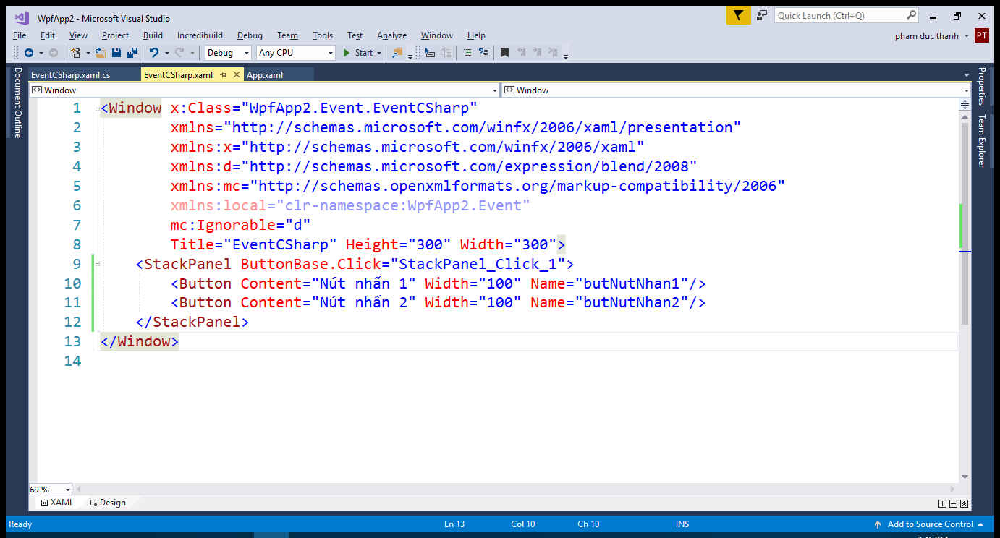 WpfApp2 - Microsoft Visual Studio
Quick Launch (Ctrl+Q)
File Edit View Project Build Incredibuild Debug Team Tools Test Analyze Window Help
pham duc thanh PT
Debug Any CPU Start
EventCSharp.xaml.cs EventCSharp.xaml App.xaml
Document Outline
Properties
Team Explorer
Window Window
1 <Window x:Class="WpfApp2.Event.EventCSharp"
2 xmlns="http://schemas.microsoft.com/winfx/2006/xaml/presentation"
3 xmlns:x="http://schemas.microsoft.com/winfx/2006/xaml"
4 xmlns:d="http://schemas.microsoft.com/expression/blend/2008"
5 xmlns:mc="http://schemas.openxmlformats.org/markup-compatibility/2006"
6 xmlns:local="clr-namespace:WpfApp2.Event"
7 mc:Ignorable="d"
8 Title="EventCSharp" Height="300" Width="300">
9 <StackPanel ButtonBase.Click="StackPanel_Click_1">
10 <Button Content="Nút nhấn 1" Width="100" Name="butNutNhan1"/>
11 <Button Content="Nút nhấn 2" Width="100" Name="butNutNhan2"/>
12 </StackPanel>
13 </Window>
14
69 %
XAML Design
Ready Ln 13 Col 10 Ch 10 INS Add to Source Control